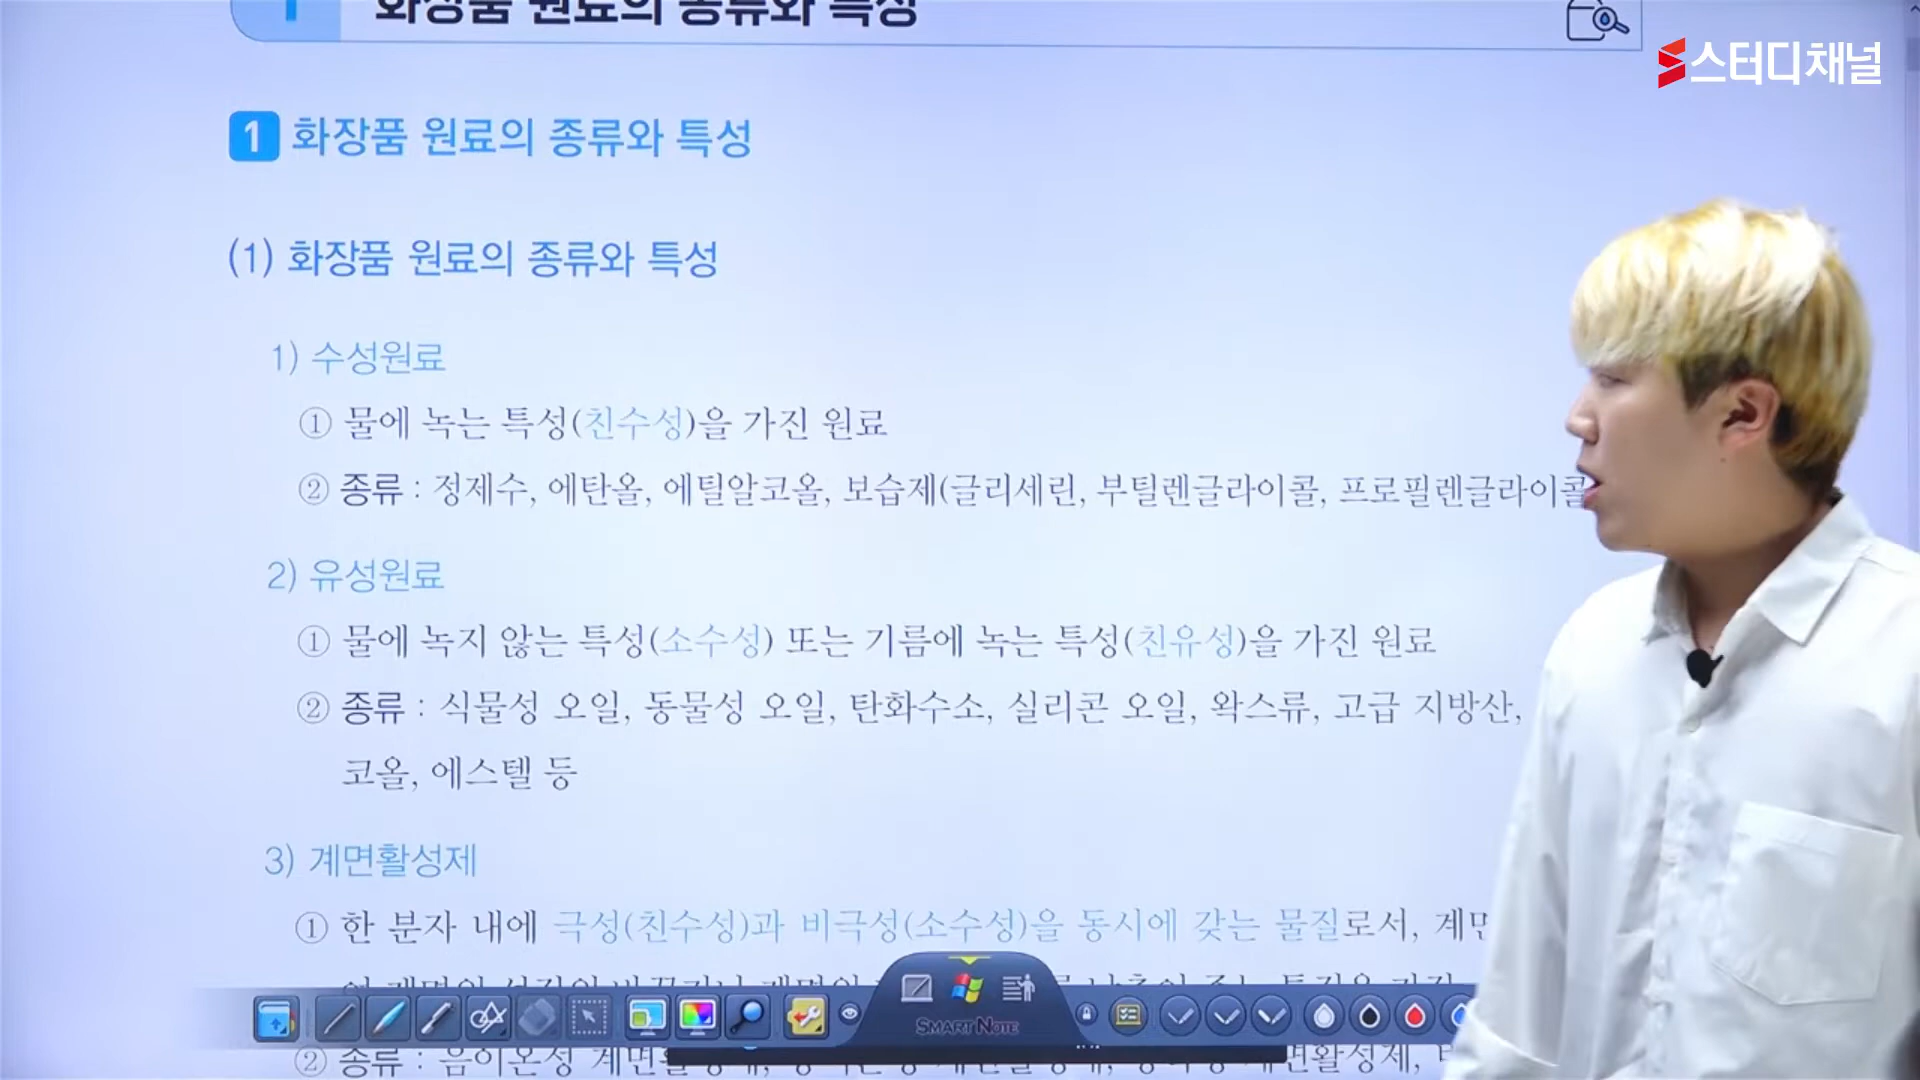 1 화장품 원료의 종류와 특성
스터디채널
1 화장품 원료의 종류와 특성
(1) 화장품 원료의 종류와 특성
1) 수성원료
① 물에 녹는 특성(친수성)을 가진 원료
② 종류 : 정제수, 에탄올, 에틸알코올, 보습제(글리세린, 부틸렌글라이콜, 프로필렌글라이콜
2) 유성원료
① 물에 녹지 않는 특성(소수성) 또는 기름에 녹는 특성(친유성)을 가진 원료
② 종류 : 식물성 오일, 동물성 오일, 탄화수소, 실리콘 오일, 왁스류, 고급 지방산,
코올, 에스텔 등
3) 계면활성제
① 한 분자 내에 극성(친수성)과 비극성(소수성)을 동시에 갖는 물질로서,
SMART NOTE
② 종류 : 음이온성